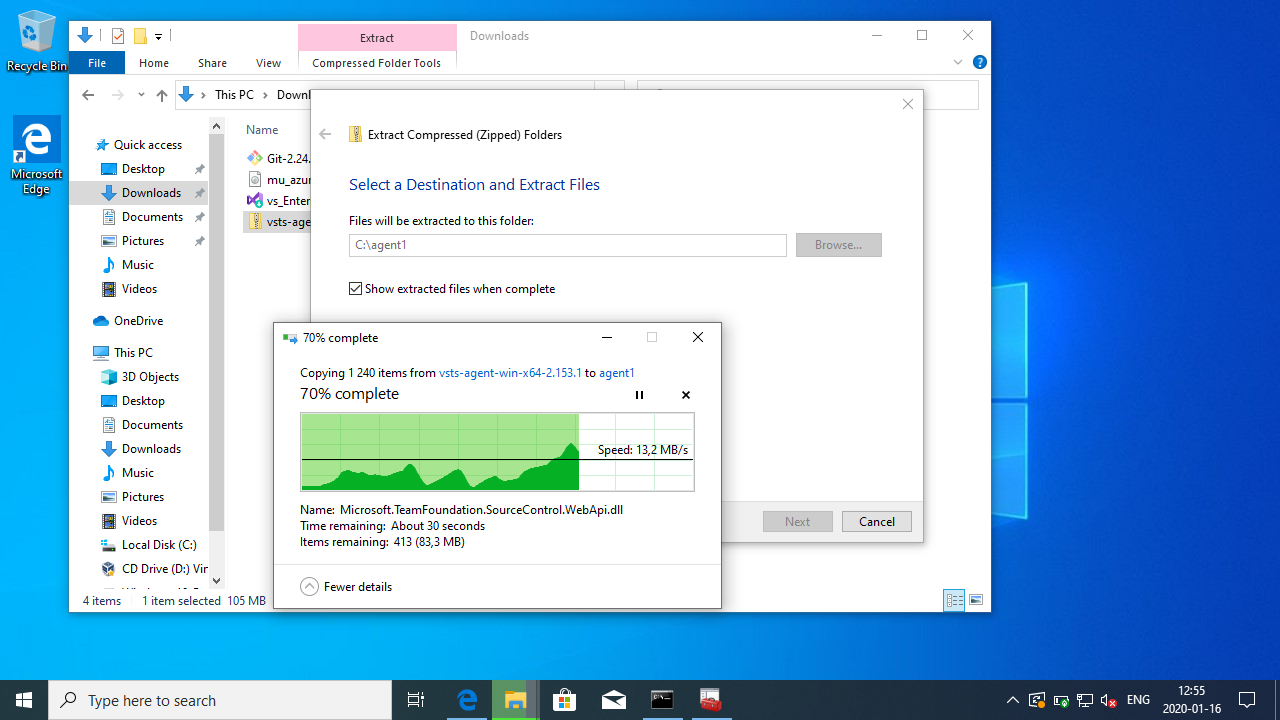 Recycle Bin
Microsoft
Edge
Extract
Downloads
File
Home
Share
View
Compressed Folder Tools
This PC
Name
Quick access
Desktop
Downloads
Documents
Pictures
Music
Videos
OneDrive
This PC
3D Objects
Desktop
Documents
Downloads
Music
Pictures
Videos
Local Disk (C:)
CD Drive (D:) Vir
Git-2.24.
mu_azur
vs_Enter
vsts-age
4 items
1 item selected 105 MB
Extract Compressed (Zipped) Folders
Select a Destination and Extract Files
Files will be extracted to this folder:
C:\agent1
Browse...
Show extracted files when complete
Next
Cancel
70% complete
Copying 1 240 items from vsts-agent-win-x64-2.153.1 to agent1
70% complete
Speed: 13,2 MB/s
Name: Microsoft.TeamFoundation.SourceControl.WebApi.dll
Time remaining: About 30 seconds
Items remaining: 413 (83,3 MB)
Fewer details
Type here to search
ENG
12:55
2020-01-16